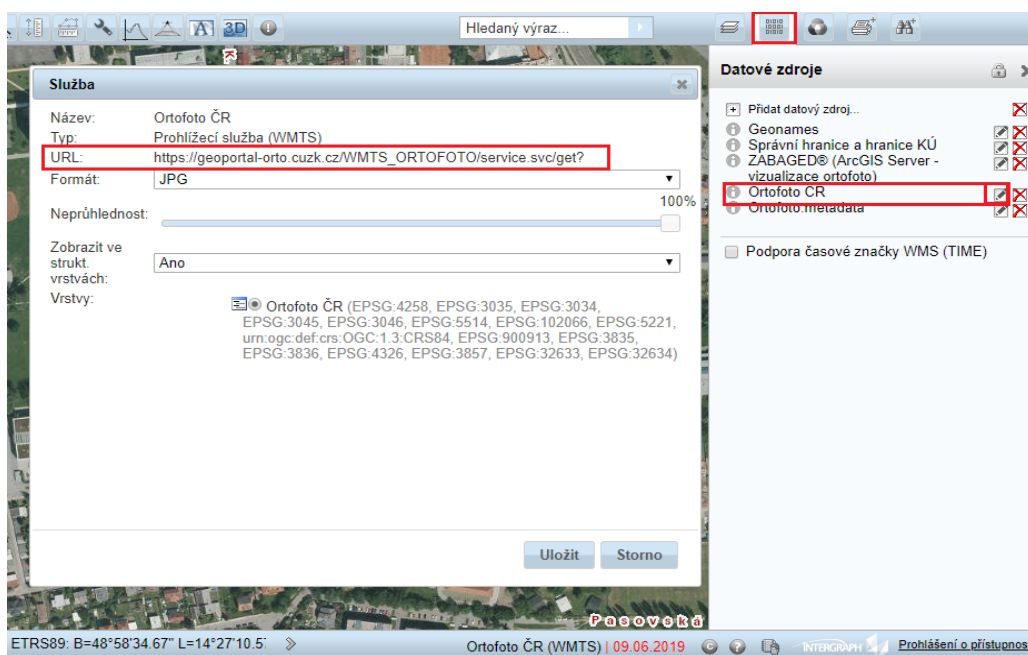 A
3D
Hledaný výraz...
Služba
Název: Ortofoto ČR
Typ: Prohlížecí služba (WMTS)
URL: https://geoportal-orto.cuzk.cz/WMTS_ORTOFOTO/service.svc/get?
Formát: JPG
100%
Neprůhlednost:
Zobrazit ve
strukt.
vrstvách:
Ano
Vrstvy:
Ortofoto ČR (EPSG:4258, EPSG:3035, EPSG:3034,
EPSG:3045, EPSG:3046, EPSG:5514, EPSG:102066, EPSG:5221,
urn:ogc:def:crs:OGC:1.3:CRS84, EPSG:900913, EPSG:3835,
EPSG:3836, EPSG:4326, EPSG:3857, EPSG:32633, EPSG:32634)
Uložit Storno
Datové zdroje
Přidat datový zdroj...
Geonames
Správní hranice a hranice KÚ
ZABAGED® (ArcGIS Server -
vizualizace ortofoto)
Ortofoto ČR
Ortofoto.metadata
Podpora časové značky WMS (TIME)
Pasovská
ETRS89: B=48°58'34.67" L=14°27'10.5
Ortofoto ČR (WMTS) | 09.06.2019
INTERGRAPH
Prohlášení o přístupnos